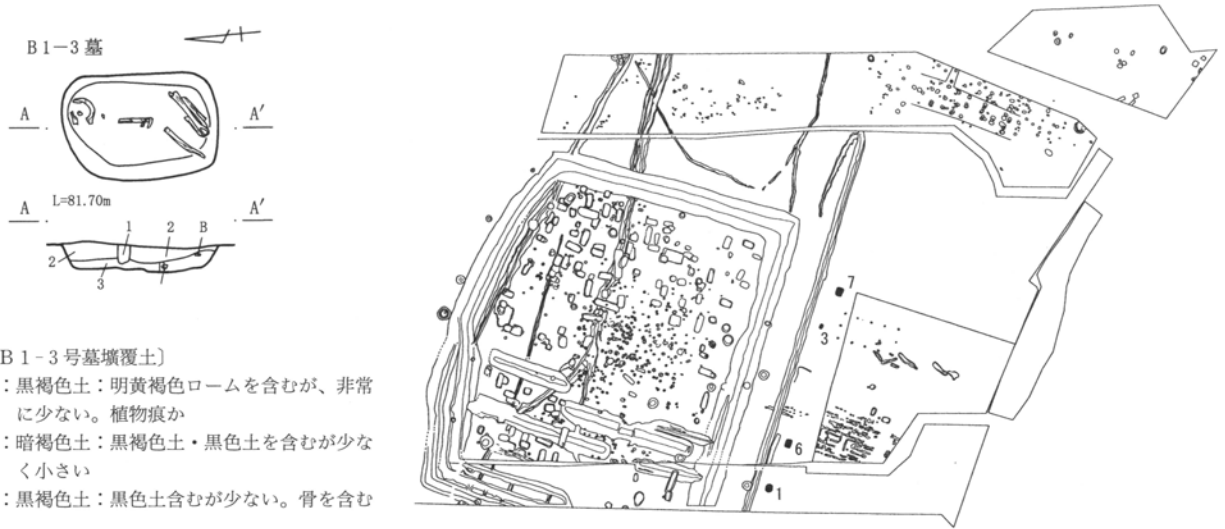 B1-3墓
A A′
A L=81.70m A′
1 2 B
2
3
B1-3号墓壙覆土〕
：黒褐色土：明黄褐色ロームを含むが、非常
に少ない。植物痕か
：暗褐色土：黒褐色土・黒色土を含むが少な
く小さい
：黒褐色土：黒色土含むが少ない。骨を含む
7
3
6
1